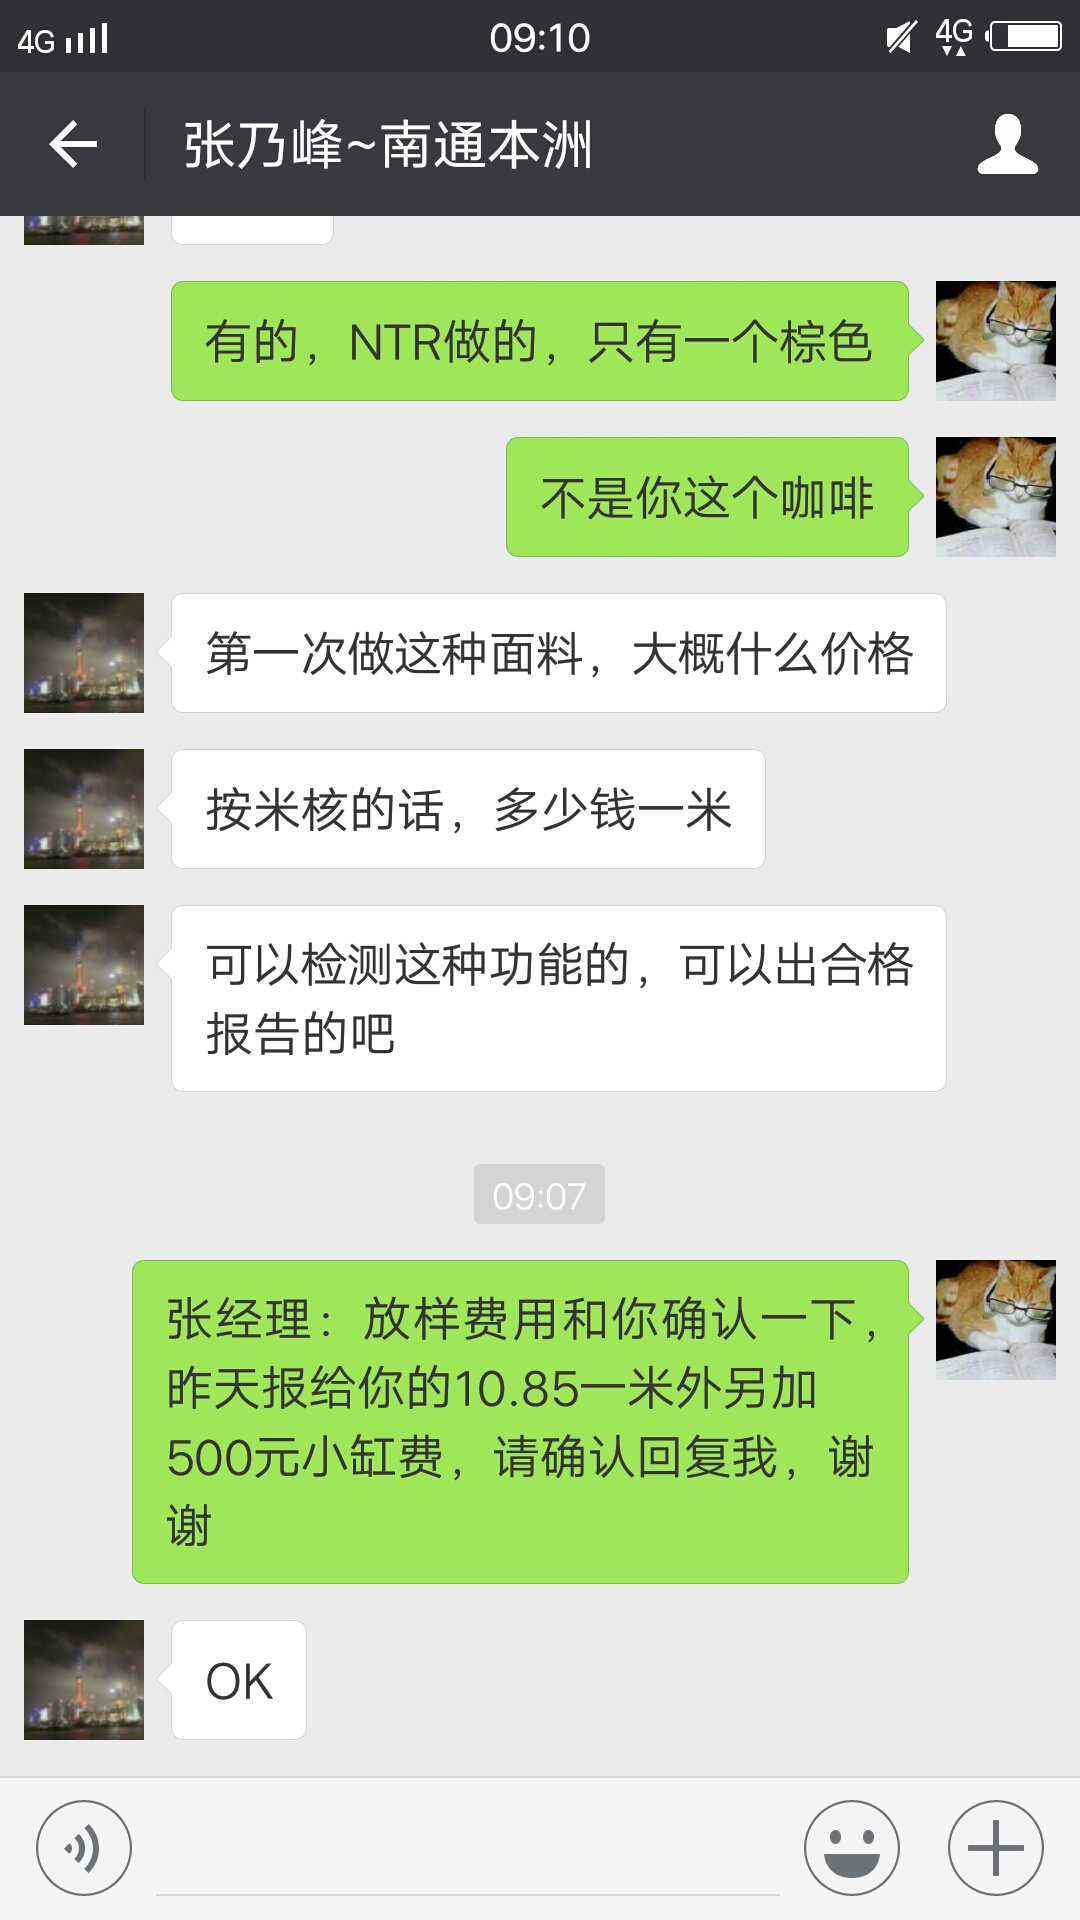 4G 09:10 4G
张乃峰~南通本洲
有的，NTR做的，只有一个棕色
不是你这个咖啡
第一次做这种面料，大概什么价格
按米核的话，多少钱一米
可以检测这种功能的，可以出合格
报告的吧
09:07
张经理：放样费用和你确认一下，
昨天报给你的10.85一米外另加
500元小缸费，请确认回复我，谢
谢
OK